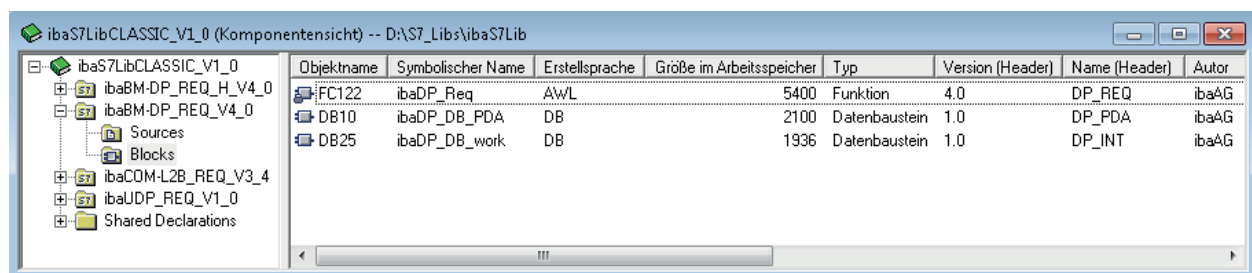 ibaS7LibCLASSIC_V1_0 (Komponentensicht) -- D:\S7_Libs\ibaS7Lib
ibaS7LibCLASSIC_V1_0
ibaBM-DP_REQ_H_V4_0
ibaBM-DP_REQ_V4_0
Sources
Blocks
ibaCOM-L2B_REQ_V3_4
ibaUDP_REQ_V1_0
Shared Declarations
Objektname Symbolischer Name Erstellsprache Größe im Arbeitsspeicher Typ Version (Header) Name (Header) Autor
FC122 ibaDP_Req AWL 5400 Funktion 4.0 DP_REQ ibaAG
DB10 ibaDP_DB_PDA DB 2100 Datenbaustein 1.0 DP_PDA ibaAG
DB25 ibaDP_DB_work DB 1936 Datenbaustein 1.0 DP_INT ibaAG